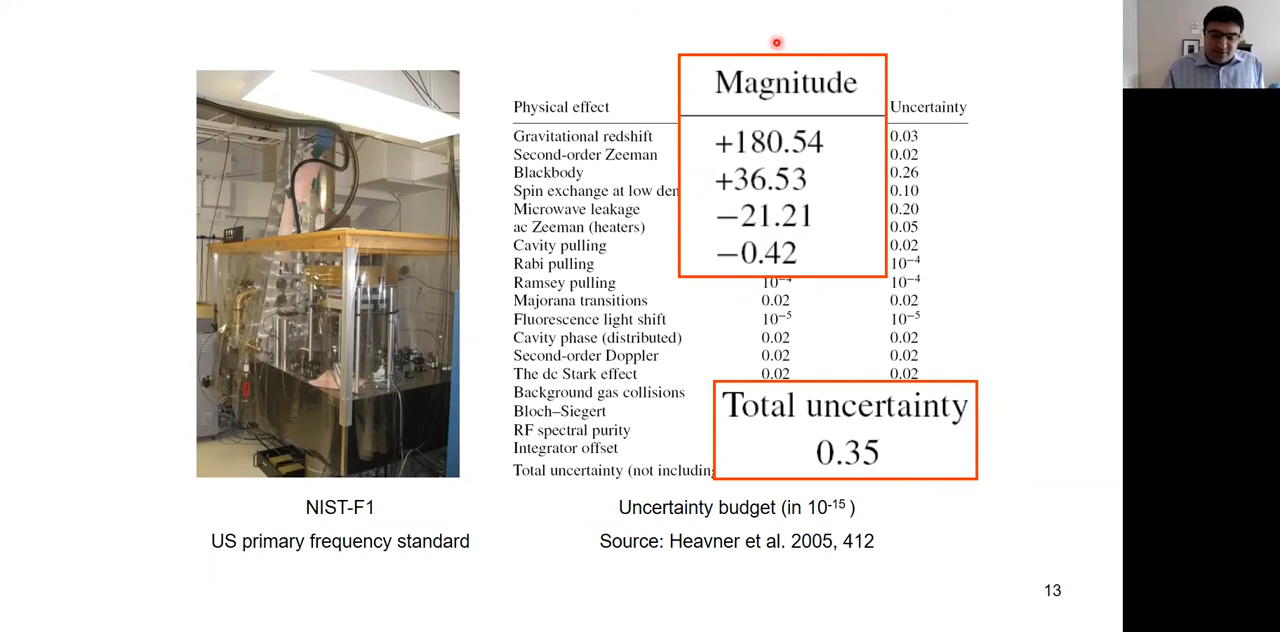 Physical effect
Magnitude
Uncertainty
Gravitational redshift +180.54 0.03
Second-order Zeeman +36.53 0.02
Blackbody −21.21 0.26
Spin exchange at low den −0.42 0.10
Microwave leakage 0.20
ac Zeeman (heaters) 0.05
Cavity pulling 0.02
Rabi pulling 10−4
Ramsey pulling 10−4 10−4
Majorana transitions 0.02 0.02
Fluorescence light shift 10−5 10−5
Cavity phase (distributed) 0.02 0.02
Second-order Doppler 0.02 0.02
The dc Stark effect 0.02 0.02
Background gas collisions
Bloch–Siegert
RF spectral purity
Integrator offset
Total uncertainty (not including
Total uncertainty
0.35
NIST-F1
US primary frequency standard
Uncertainty budget (in 10-15 )
Source: Heavner et al. 2005, 412
13